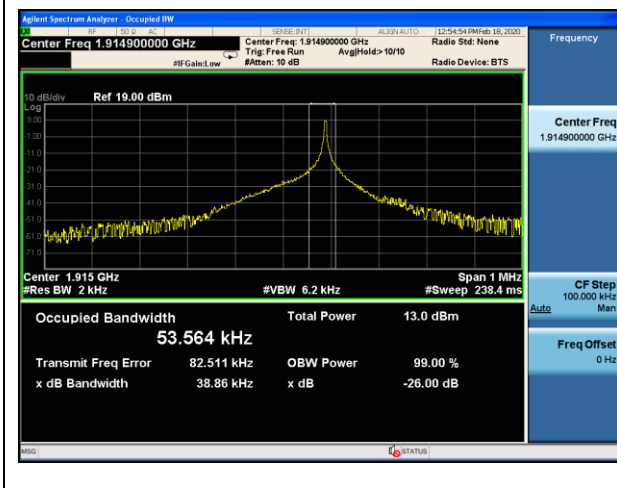 Agilent Spectrum Analyzer - Occupied BW
LXI RF 50 Ω AC SENSE:INT ALIGN AUTO 12:54:54 PM Feb 18, 2020
Center Freq 1.914900000 GHz Center Freq: 1.914900000 GHz Radio Std: None
Trig: Free Run Avg|Hold:>10/10
#IFGain:Low #Atten: 10 dB Radio Device: BTS
10 dB/div Ref 19.00 dBm
Log
9.00
-1.00
-11.0
-21.0
-31.0
-41.0
-51.0
-61.0
-71.0
Center 1.915 GHz Span 1 MHz
#Res BW 2 kHz #VBW 6.2 kHz #Sweep 238.4 ms
Occupied Bandwidth Total Power 13.0 dBm
53.564 kHz
Transmit Freq Error 82.511 kHz OBW Power 99.00 %
x dB Bandwidth 38.86 kHz x dB -26.00 dB
MSG STATUS
Frequency
Center Freq
1.914900000 GHz
CF Step
100.000 kHz
Auto Man
Freq Offset
0 Hz